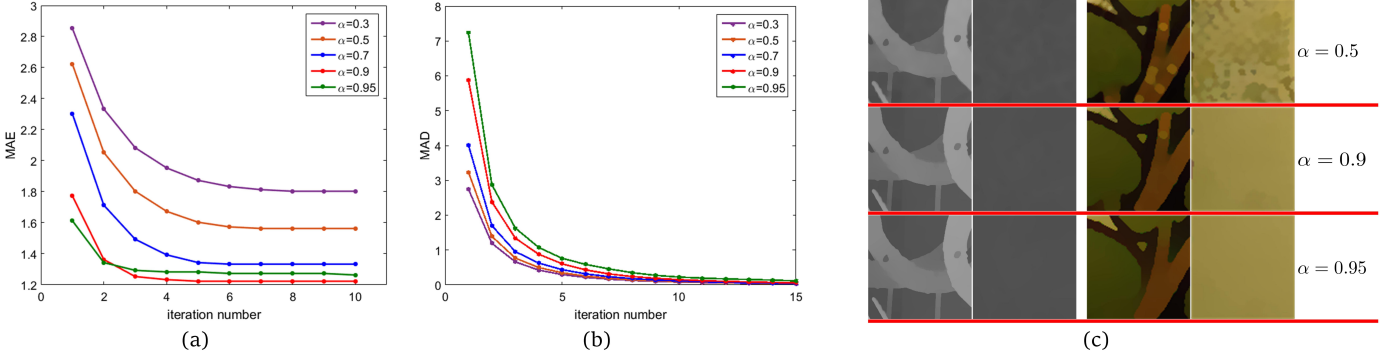 3
2.8
2.6
2.4
2.2
2
1.8
1.6
1.4
1.2
0 2 4 6 8 10
MAE
iteration number
α=0.3
α=0.5
α=0.7
α=0.9
α=0.95
(a)
8
7
6
5
4
3
2
1
0
0 5 10 15
MAD
iteration number
α=0.3
α=0.5
α=0.7
α=0.9
α=0.95
(b)
α = 0.5
α = 0.9
α = 0.95
(c)